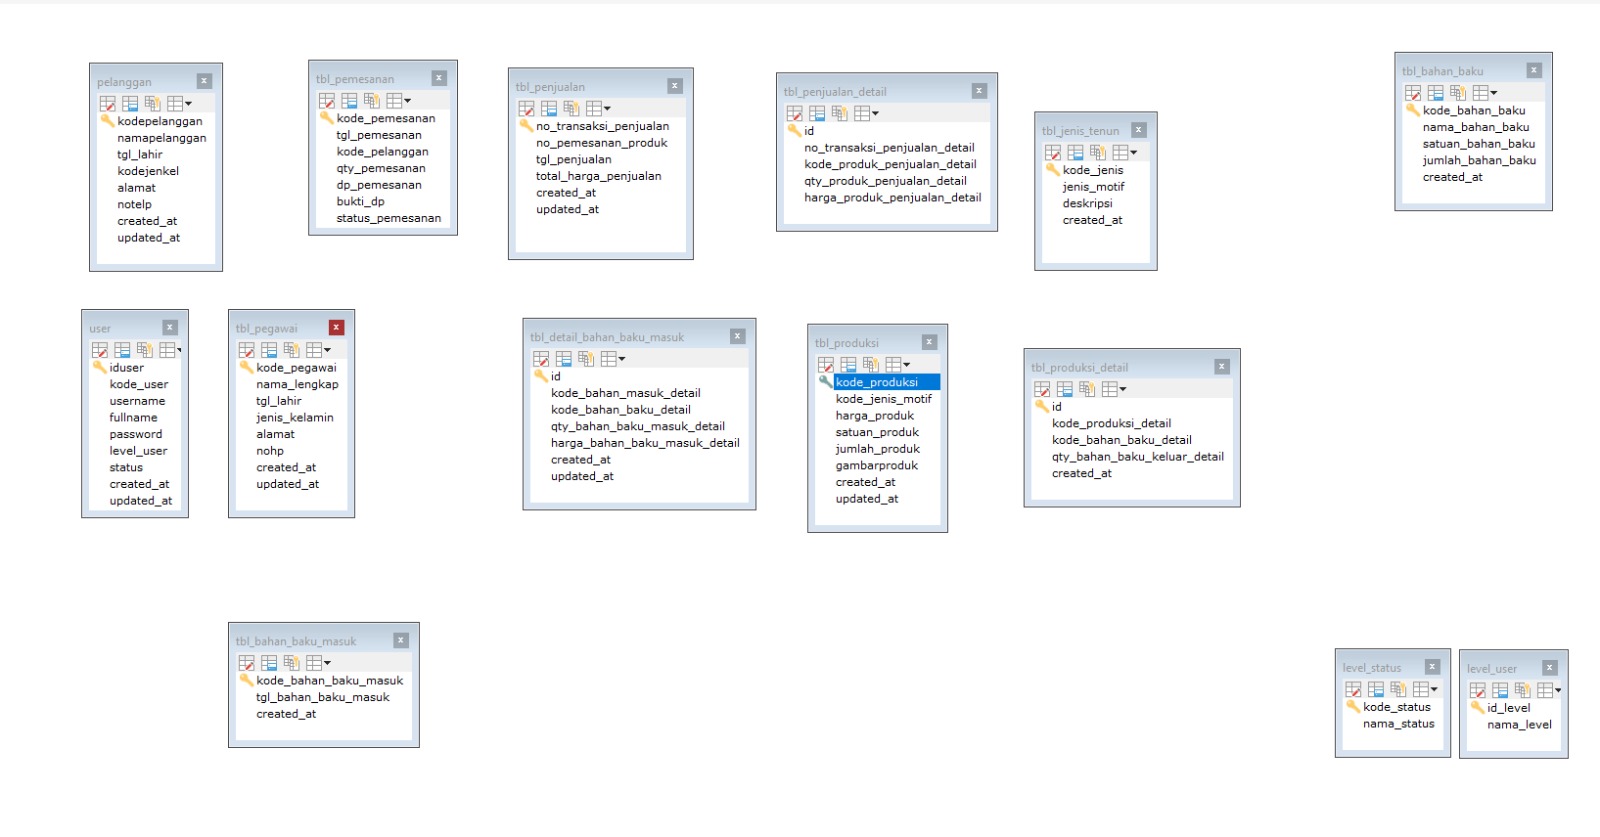 pelanggan
kodepelanggan
namapelanggan
tgl_lahir
kodejenkel
alamat
notelp
created_at
updated_at
tbl_pemesanan
kode_pemesanan
tgl_pemesanan
kode_pelanggan
qty_pemesanan
dp_pemesanan
bukti_dp
status_pemesanan
tbl_penjualan
no_transaksi_penjualan
no_pemesanan_produk
tgl_penjualan
total_harga_penjualan
created_at
updated_at
tbl_penjualan_detail
id
no_transaksi_penjualan_detail
kode_produk_penjualan_detail
qty_produk_penjualan_detail
harga_produk_penjualan_detail
tbl_jenis_tenun
kode_jenis
jenis_motif
deskripsi
created_at
tbl_bahan_baku
kode_bahan_baku
nama_bahan_baku
satuan_bahan_baku
jumlah_bahan_baku
created_at
user
iduser
kode_user
username
fullname
password
level_user
status
created_at
updated_at
tbl_pegawai
kode_pegawai
nama_lengkap
tgl_lahir
jenis_kelamin
alamat
nohp
created_at
updated_at
tbl_detail_bahan_baku_masuk
id
kode_bahan_masuk_detail
kode_bahan_baku_detail
qty_bahan_baku_masuk_detail
harga_bahan_baku_masuk_detail
created_at
updated_at
tbl_produksi
kode_produksi
kode_jenis_motif
harga_produk
satuan_produk
jumlah_produk
gambarproduk
created_at
updated_at
tbl_produksi_detail
id
kode_produksi_detail
kode_bahan_baku_detail
qty_bahan_baku_keluar_detail
created_at
tbl_bahan_baku_masuk
kode_bahan_baku_masuk
tgl_bahan_baku_masuk
created_at
level_status
kode_status
nama_status
level_user
id_level
nama_level